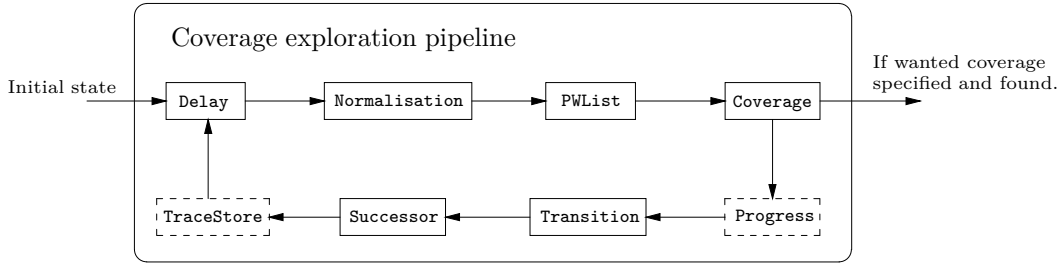 Coverage exploration pipeline
Initial state
If wanted coverage
specified and found.
Delay
Normalisation
PWList
Coverage
TraceStore
Successor
Transition
Progress